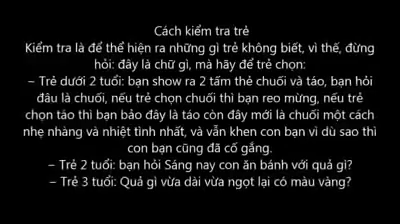 Cách kiểm tra trẻ
Kiểm tra là để thể hiện ra những gì trẻ không biết, vì thế, đừng
hỏi: đây là chữ gì, mà hãy để trẻ chọn:
– Trẻ dưới 2 tuổi: bạn show ra 2 tấm thẻ chuối và táo, bạn hỏi
đâu là chuối, nếu trẻ chọn chuối thì bạn reo mừng, nếu trẻ
chọn táo thì bạn bảo đây là táo còn đây mới là chuối một cách
nhẹ nhàng và nhiệt tình nhất, và vẫn khen con bạn vì dù sao thì
con bạn cũng đã cố gắng.
– Trẻ 2 tuổi: bạn hỏi Sáng nay con ăn bánh với quả gì?
– Trẻ 3 tuổi: Quả gì vừa dài vừa ngọt lại có màu vàng?